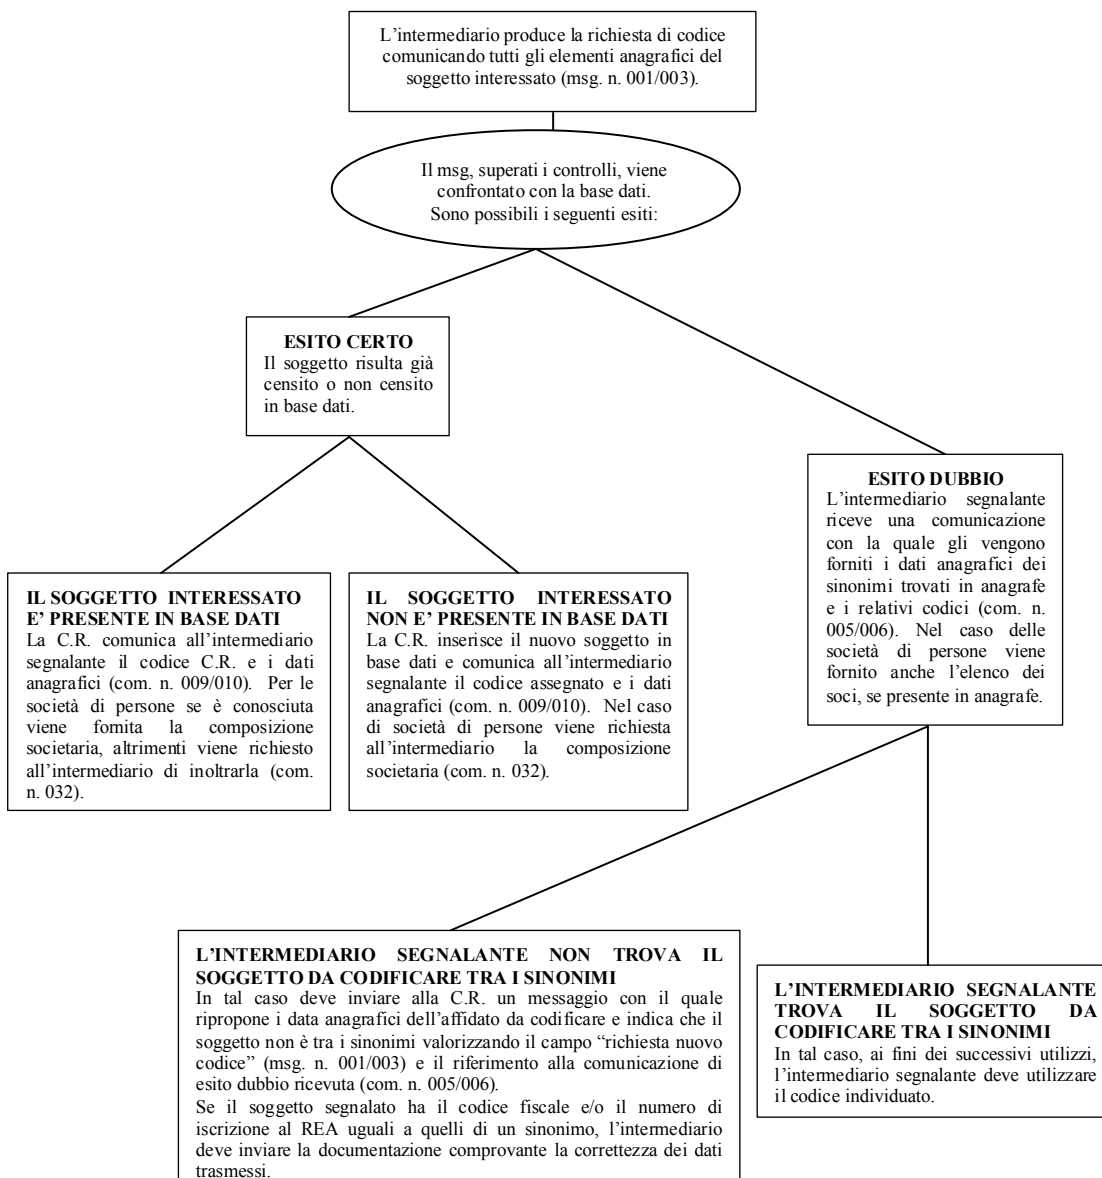 L'intermediario produce la richiesta di codice
comunicando tutti gli elementi anagrafici del
soggetto interessato (msg. n. 001/003).
Il msg, superati i controlli, viene
confrontato con la base dati.
Sono possibili i seguenti esiti:
ESITO CERTO
Il soggetto risulta già
censito o non censito
in base dati.
ESITO DUBBIO
L'intermediario segnalante
riceve una comunicazione
con la quale gli vengono
forniti i dati anagrafici dei
sinonimi trovati in anagrafe
e i relativi codici (com. n.
005/006). Nel caso delle
società di persone viene
fornito anche l'elenco dei
soci, se presente in anagrafe.
IL SOGGETTO INTERESSATO
E' PRESENTE IN BASE DATI
La C.R. comunica all'intermediario
segnalante il codice C.R. e i dati
anagrafici (com. n. 009/010). Per le
società di persone se è conosciuta
viene fornita la composizione
societaria, altrimenti viene richiesto
all'intermediario di inoltrarla (com.
n. 032).
IL SOGGETTO INTERESSATO
NON E' PRESENTE IN BASE DATI
La C.R. inserisce il nuovo soggetto in
base dati e comunica all'intermediario
segnalante il codice assegnato e i dati
anagrafici (com. n. 009/010). Nel caso
di società di persone viene richiesta
all'intermediario la composizione
societaria (com. n. 032).
L'INTERMEDIARIO SEGNALANTE NON TROVA IL
SOGGETTO DA CODIFICARE TRA I SINONIMI
In tal caso deve inviare alla C.R. un messaggio con il quale
ripropone i data anagrafici dell'affidato da codificare e indica che il
soggetto non è tra i sinonimi valorizzando il campo "richiesta nuovo
codice" (msg. n. 001/003) e il riferimento alla comunicazione di
esito dubbio ricevuta (com. n. 005/006).
Se il soggetto segnalato ha il codice fiscale e/o il numero di
iscrizione al REA uguali a quelli di un sinonimo, l'intermediario
deve inviare la documentazione comprovante la correttezza dei dati
trasmessi.
L'INTERMEDIARIO SEGNALANTE
TROVA IL SOGGETTO DA
CODIFICARE TRA I SINONIMI
In tal caso, ai fini dei successivi utilizzi,
l'intermediario segnalante deve utilizzare
il codice individuato.